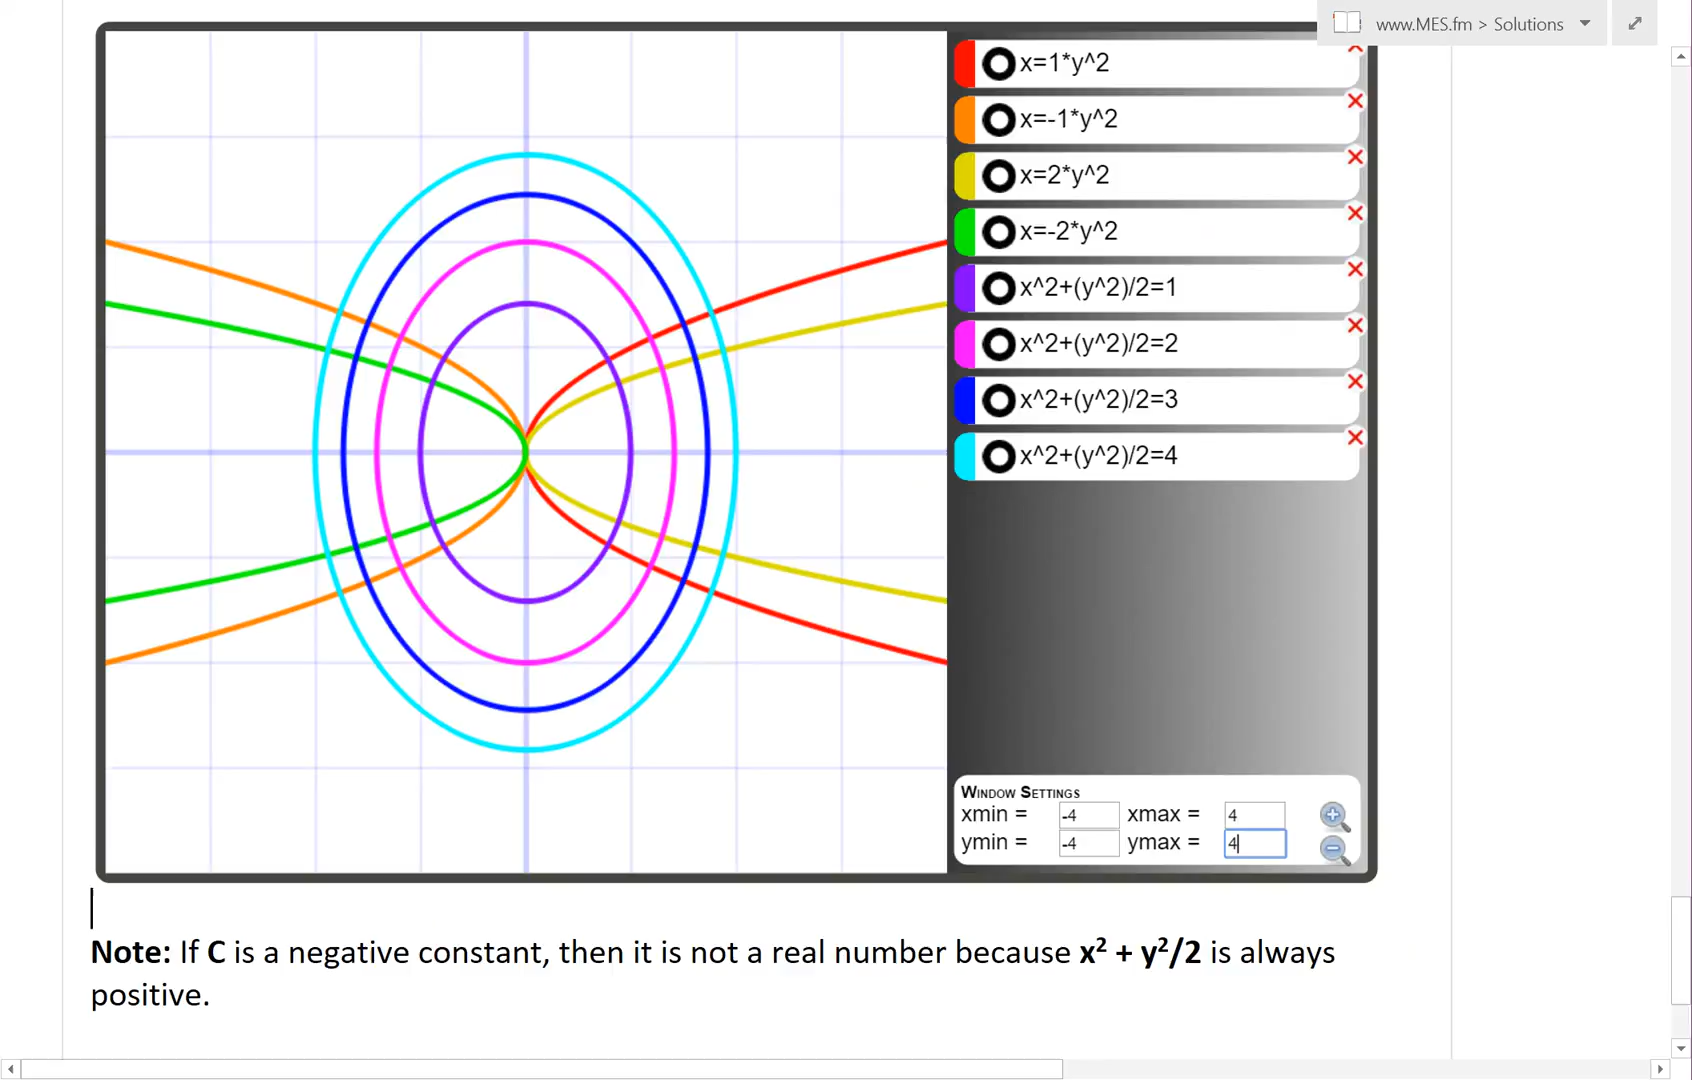 www.MES.fm > Solutions
x=1*y^2
x=-1*y^2
x=2*y^2
x=-2*y^2
x^2+(y^2)/2=1
x^2+(y^2)/2=2
x^2+(y^2)/2=3
x^2+(y^2)/2=4
Window Settings
xmin = -4 xmax = 4
ymin = -4 ymax = 4
Note: If C is a negative constant, then it is not a real number because x² + y²/2 is always
positive.